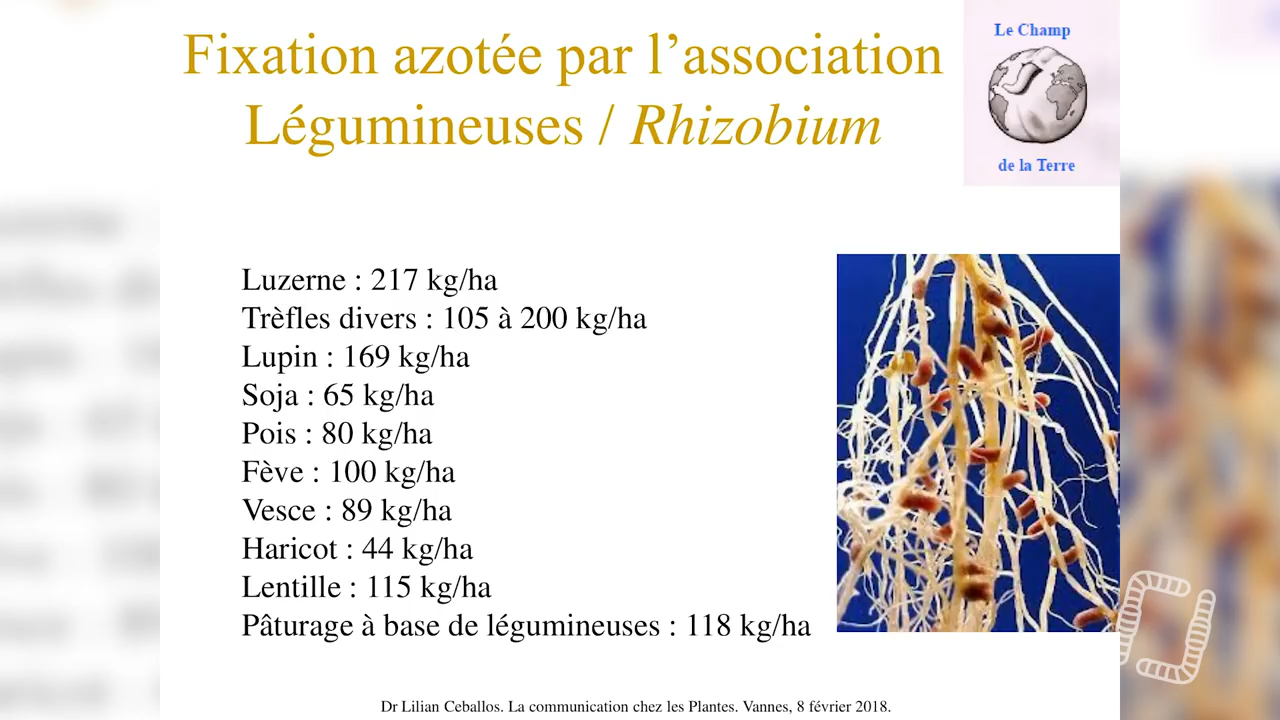 Fixation azotée par l’association
Légumineuses / Rhizobium
Le Champ
de la Terre
Luzerne : 217 kg/ha
Trèfles divers : 105 à 200 kg/ha
Lupin : 169 kg/ha
Soja : 65 kg/ha
Pois : 80 kg/ha
Fève : 100 kg/ha
Vesce : 89 kg/ha
Haricot : 44 kg/ha
Lentille : 115 kg/ha
Pâturage à base de légumineuses : 118 kg/ha
Dr Lilian Ceballos. La communication chez les Plantes. Vannes, 8 février 2018.